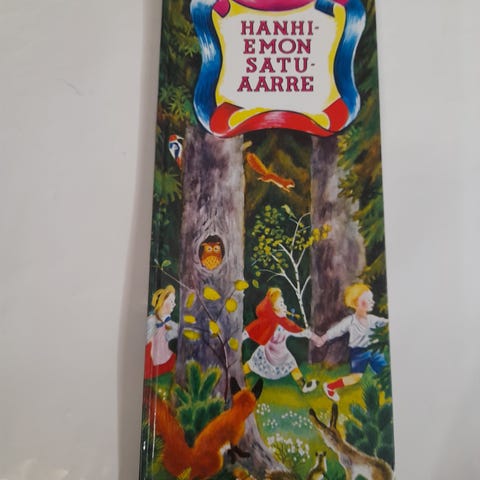 HANHI-
EMON
SATU-
AARRE